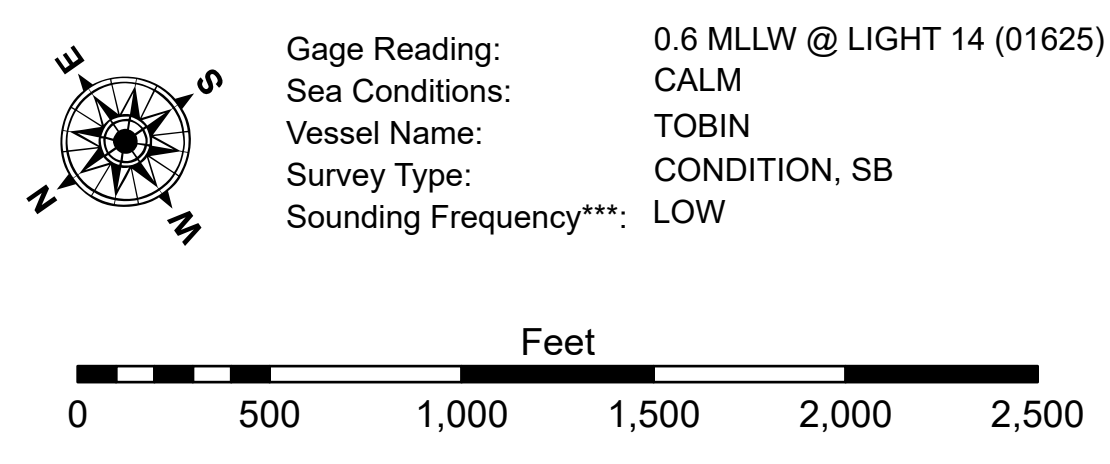 E
S
N
W
Gage Reading: 0.6 MLLW @ LIGHT 14 (01625)
Sea Conditions: CALM
Vessel Name: TOBIN
Survey Type: CONDITION, SB
Sounding Frequency***: LOW
Feet
0 500 1,000 1,500 2,000 2,500